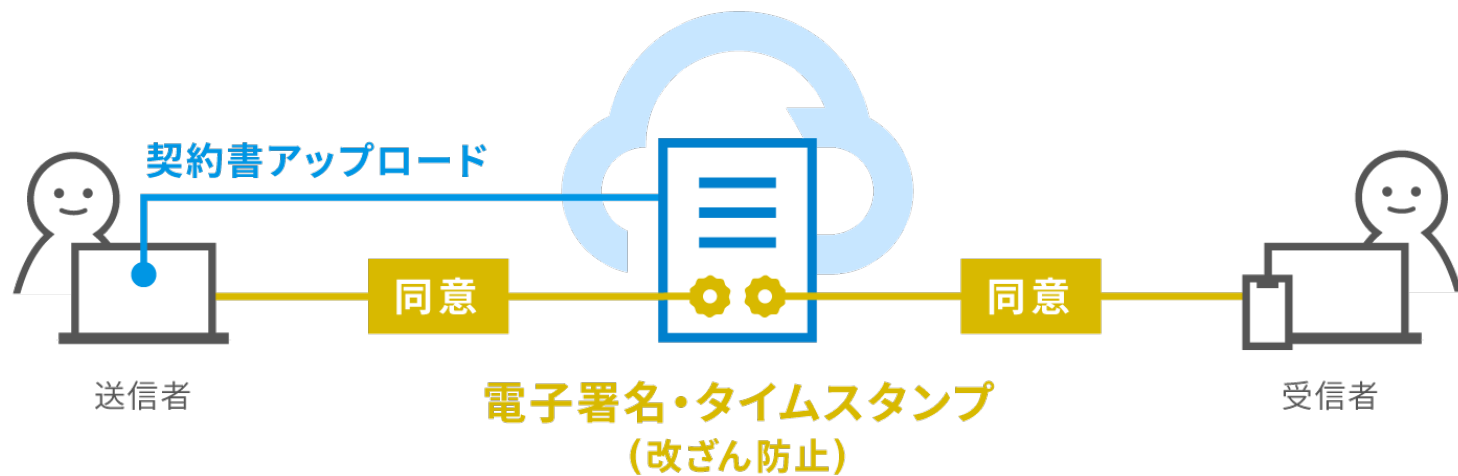 契約書アップロード
同意
同意
送信者
電子署名・タイムスタンプ
(改ざん防止)
受信者